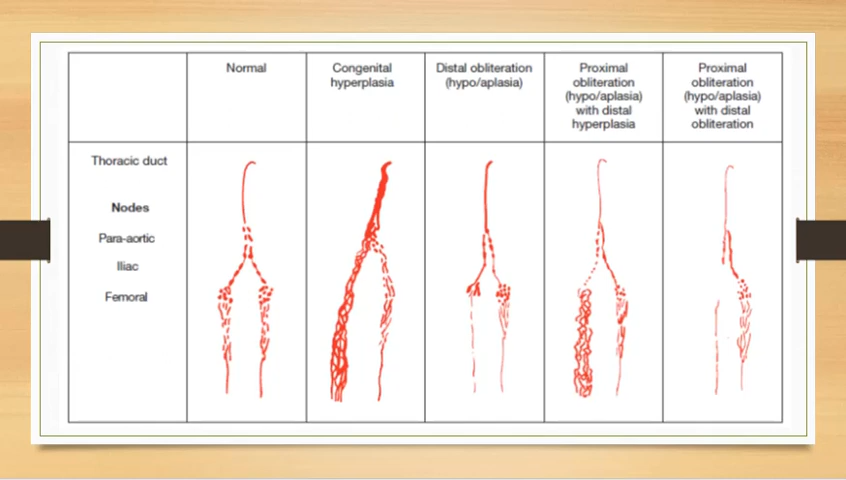 Normal
Congenital
hyperplasia
Distal obliteration
(hypo/aplasia)
Proximal
obliteration
(hypo/aplasia)
with distal
hyperplasia
Proximal
obliteration
(hypo/aplasia)
with distal
obliteration
Thoracic duct
Nodes
Para-aortic
Iliac
Femoral